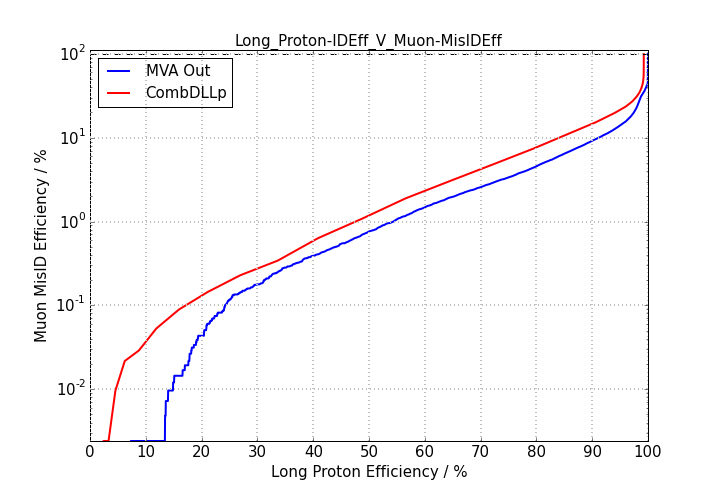 Long_Proton-IDEff_V_Muon-MisIDEff
MVA Out
CombDLLp
Muon MisID Efficiency / %
10²
10¹
10⁰
10⁻¹
10⁻²
0 10 20 30 40 50 60 70 80 90 100
Long Proton Efficiency / %